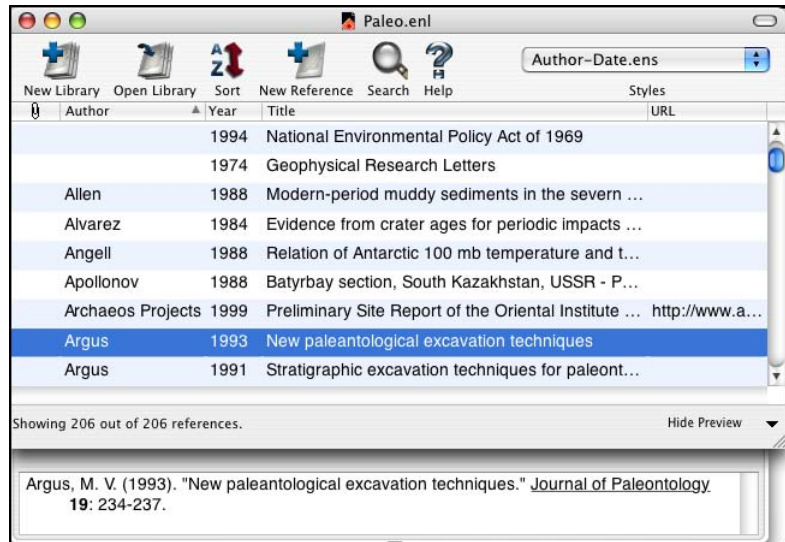 Paleo.enl
New Library Open Library Sort New Reference Search Help Author-Date.ens Styles
Author Year Title URL
1994 National Environmental Policy Act of 1969
1974 Geophysical Research Letters
Allen 1988 Modern-period muddy sediments in the severn ...
Alvarez 1984 Evidence from crater ages for periodic impacts ...
Angell 1988 Relation of Antarctic 100 mb temperature and t...
Apollonov 1988 Batyrbay section, South Kazakhstan, USSR - P...
Archaeos Projects 1999 Preliminary Site Report of the Oriental Institute ... http://www.a...
Argus 1993 New paleantological excavation techniques
Argus 1991 Stratigraphic excavation techniques for paleont...
Showing 206 out of 206 references. Hide Preview
Argus, M. V. (1993). "New paleantological excavation techniques." Journal of Paleontology
19: 234-237.